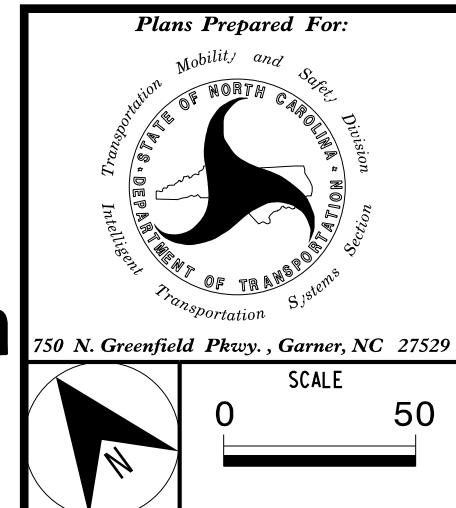 Plans Prepared For:
Transportation Mobility and Safety Division
STATE OF NORTH CAROLINA
DEPARTMENT OF TRANSPORTATION
Intelligent Transportation Systems Section
750 N. Greenfield Pkwy. , Garner, NC 27529
N
SCALE
0 50